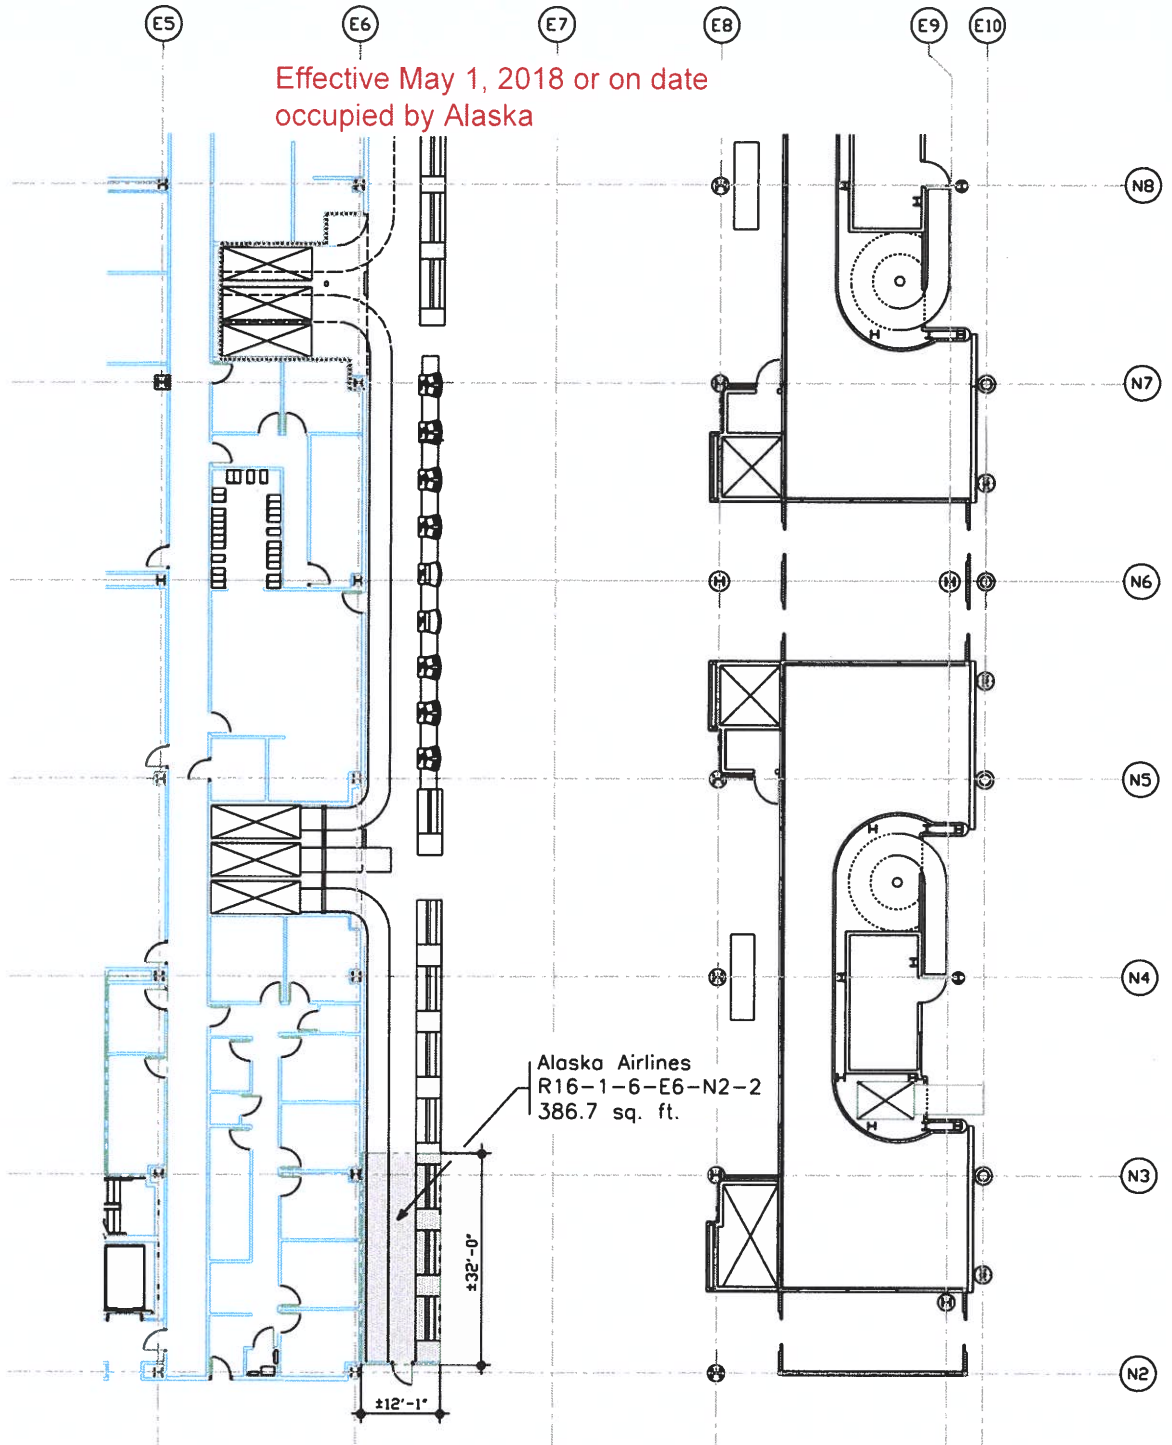 E5 E6 E7 E8 E9 E10
Effective May 1, 2018 or on date
occupied by Alaska
N8
N7
N6
N5
N4
Alaska Airlines
R16-1-6-E6-N2-2
386.7 sq. ft.
N3
±32'-0"
N2
±12'-1"